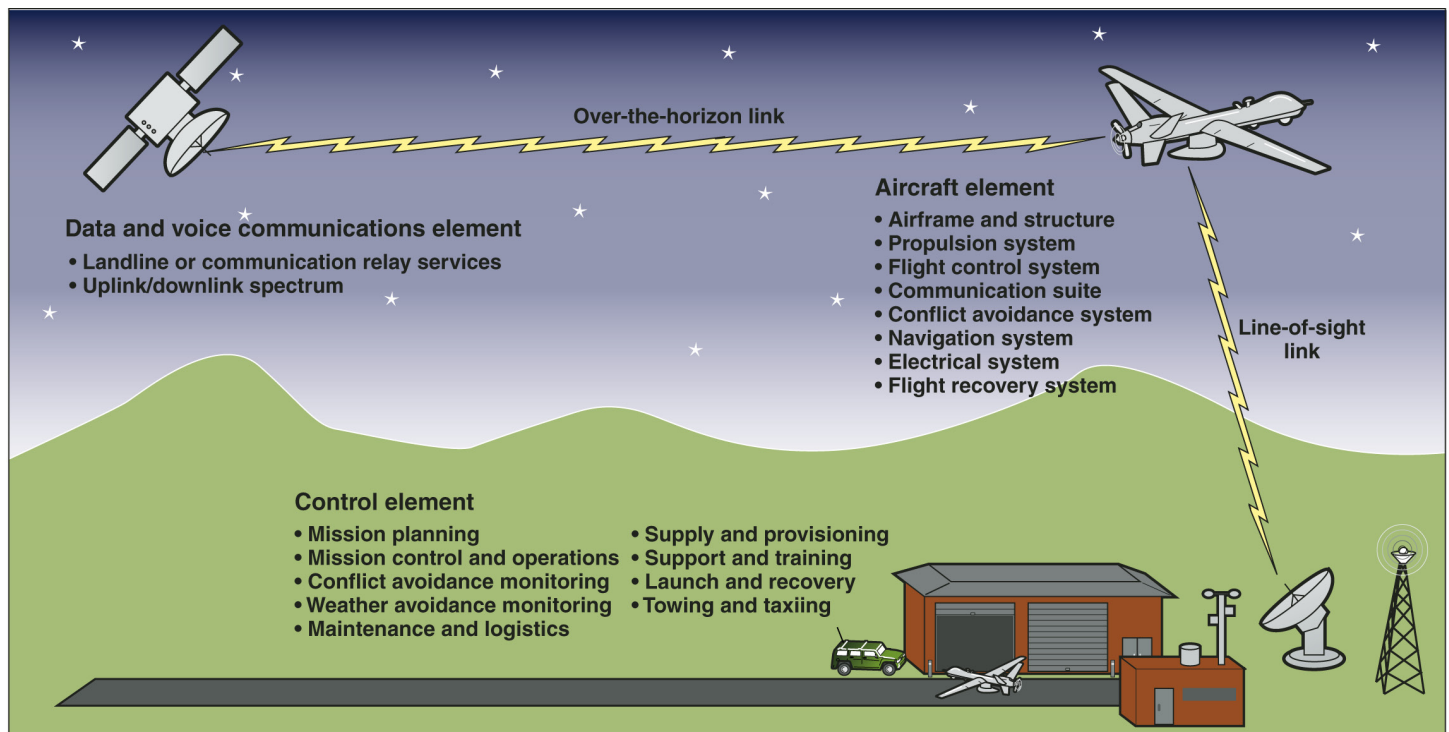 Over-the-horizon link
Data and voice communications element
• Landline or communication relay services
• Uplink/downlink spectrum
Aircraft element
• Airframe and structure
• Propulsion system
• Flight control system
• Communication suite
• Conflict avoidance system
• Navigation system
• Electrical system
• Flight recovery system
Line-of-sight
link
Control element
• Mission planning
• Mission control and operations
• Conflict avoidance monitoring
• Weather avoidance monitoring
• Maintenance and logistics
• Supply and provisioning
• Support and training
• Launch and recovery
• Towing and taxiing